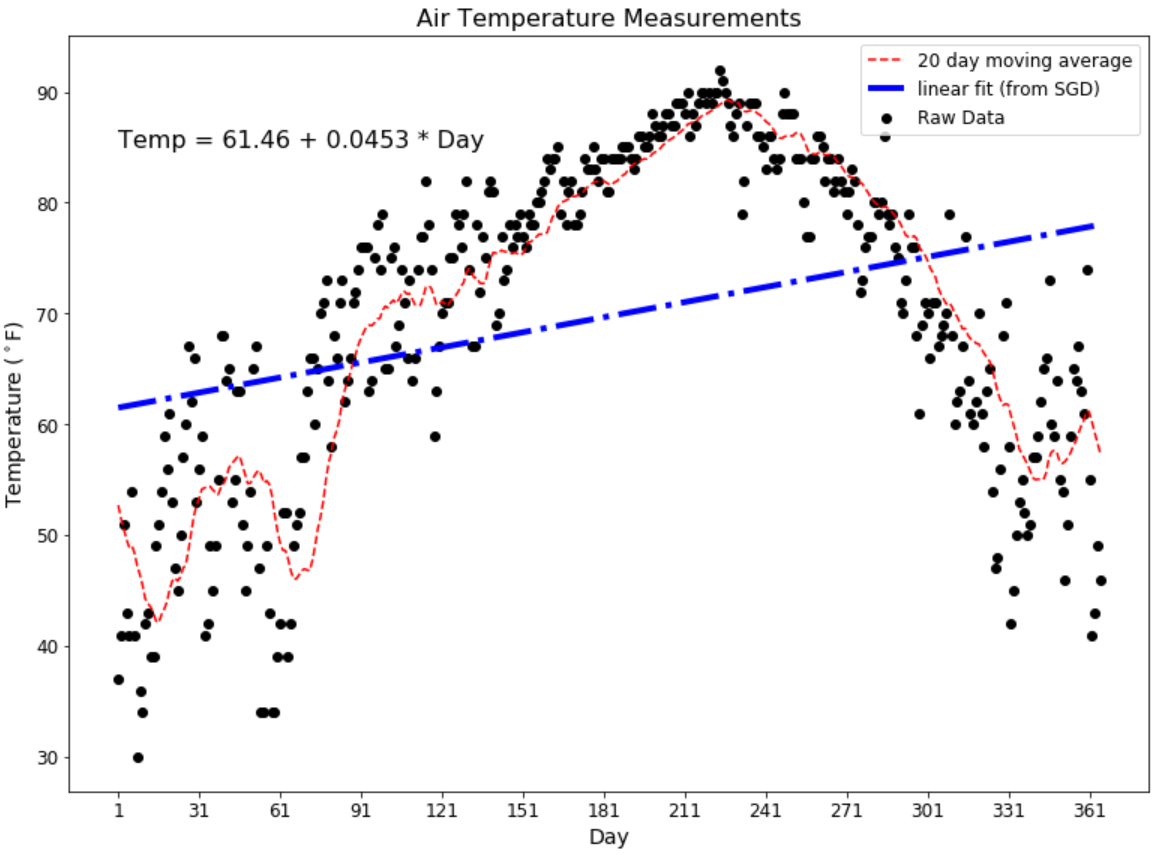 Air Temperature Measurements
20 day moving average
linear fit (from SGD)
Raw Data
Temp = 61.46 + 0.0453 * Day
Temperature (°F)
90
80
70
60
50
40
30
1 31 61 91 121 151 181 211 241 271 301 331 361
Day